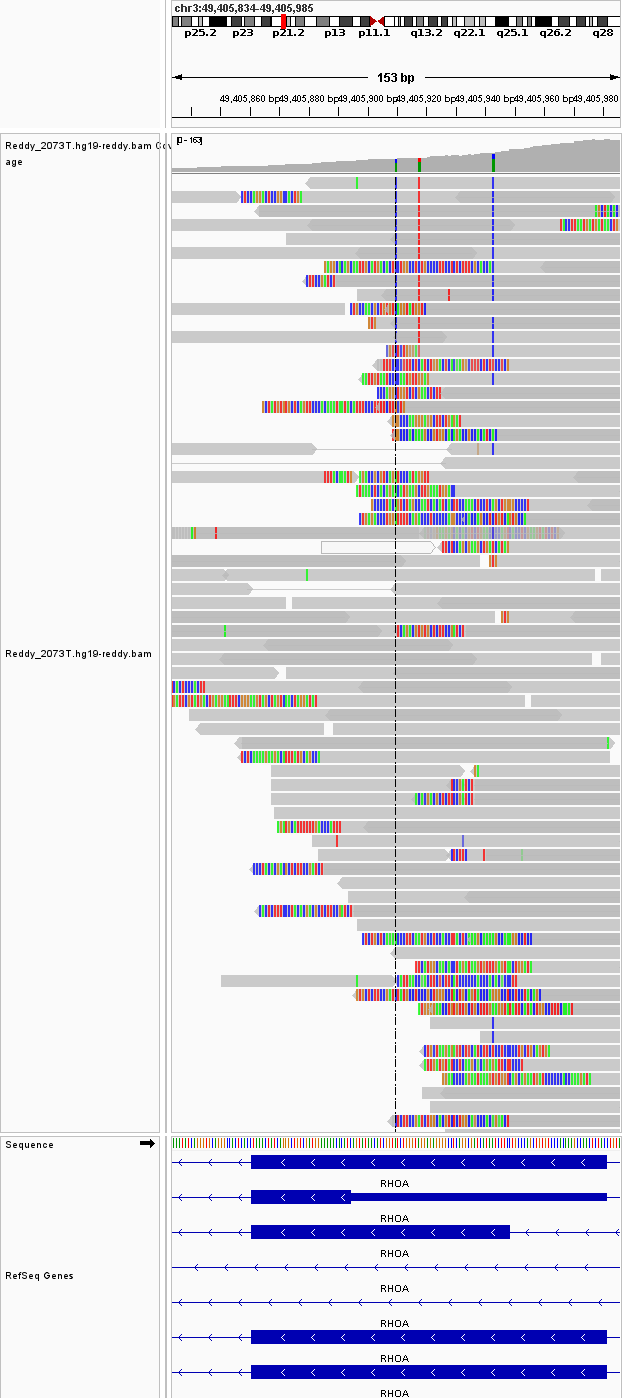 chr3:49,405,834-49,405,985
p25.2 p23 p21.2 p13 p11.1 q13.2 q22.1 q25.1 q26.2 q28
153 bp
49,405,860 bp 49,405,880 bp 49,405,900 bp 49,405,920 bp 49,405,940 bp 49,405,960 bp 49,405,980
Reddy_2073T.hg19-reddy.bam Cov
age
[0 - 163]
Reddy_2073T.hg19-reddy.bam
Sequence
RHOA
RHOA
RHOA
RefSeq Genes
RHOA
RHOA
RHOA
RHOA